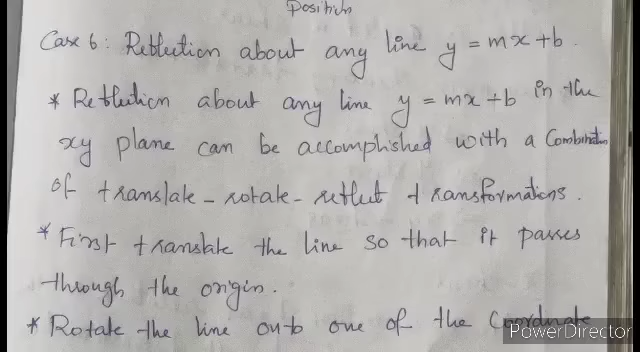 Position
Case 6: Reflection about any line y = mx + b.
* Reflection about any line y = mx + b in the
xy plane can be accomplished with a Combination
of translate - rotate - reflect transformations.
* First translate the line so that it passes
through the origin.
* Rotate the line onto one of the Coordinate
PowerDirector